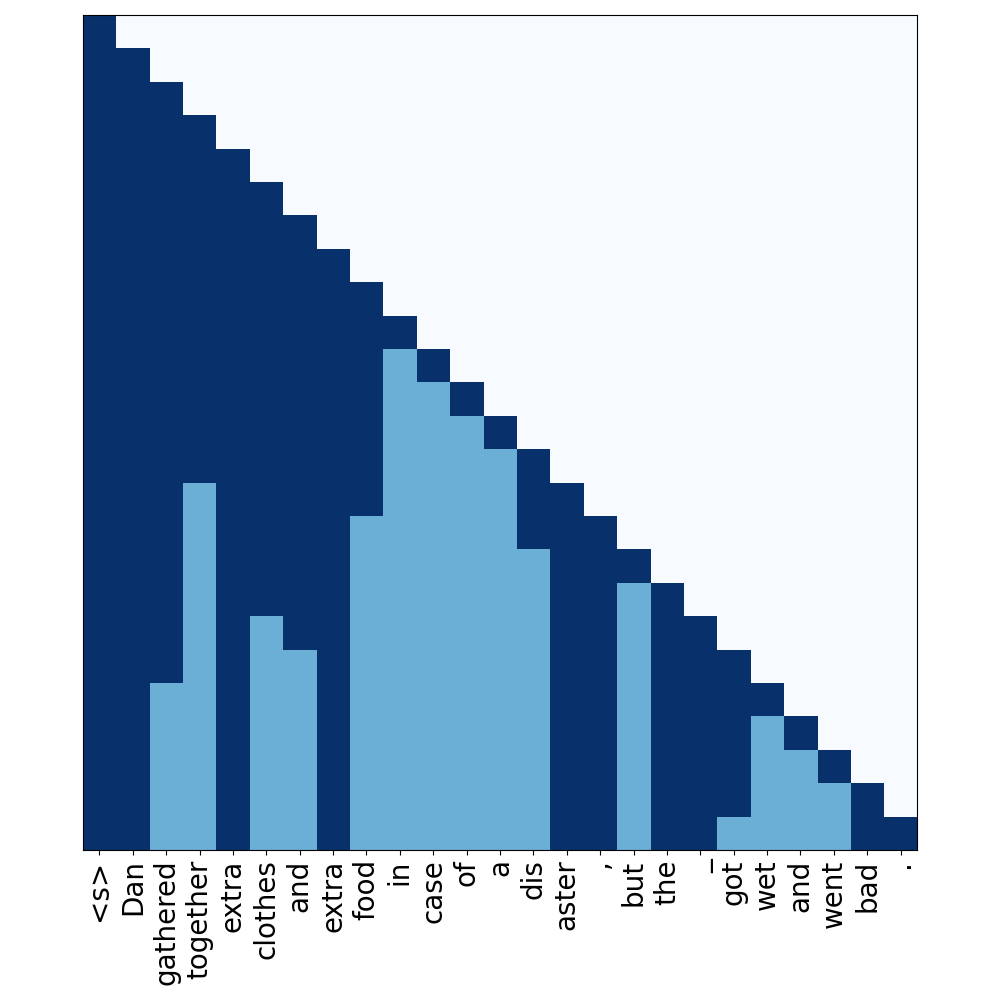 <s> Dan gathered together extra clothes and extra food in case of a dis aster , but the _ got wet and went bad .